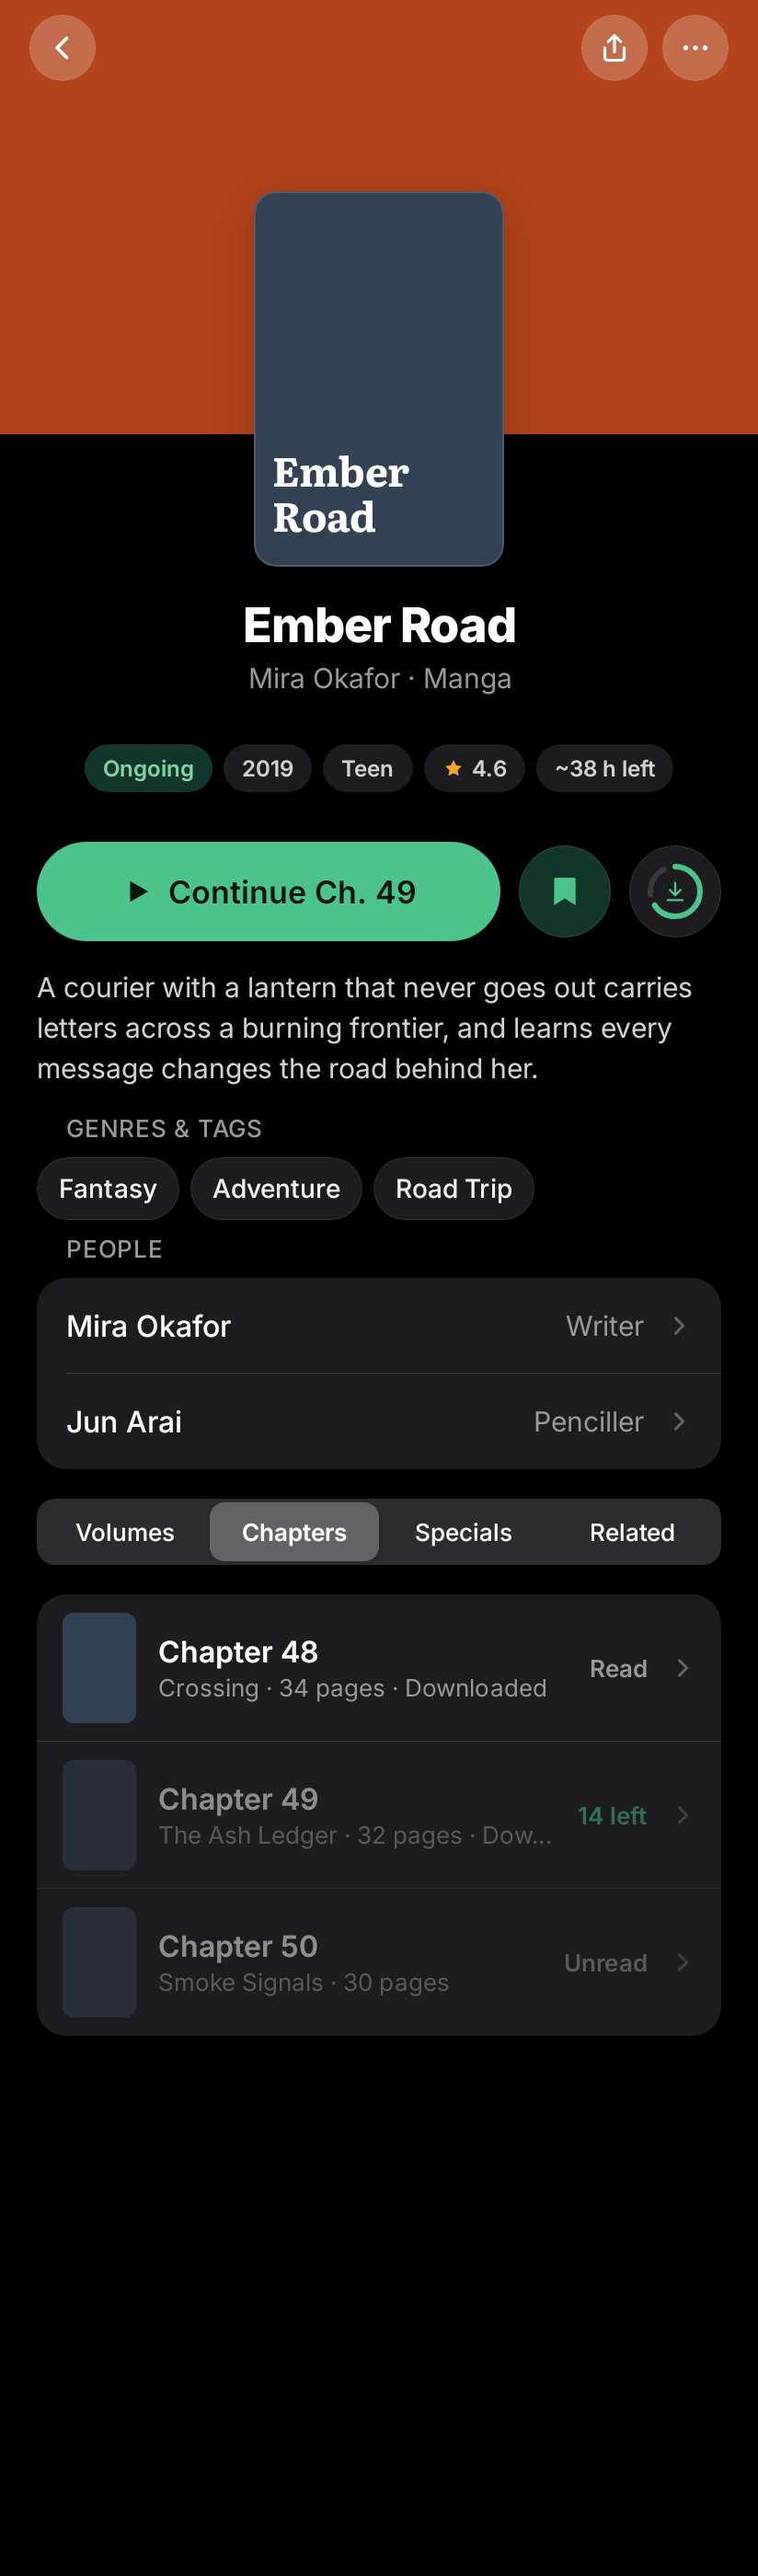 Ember
Road
Ember Road
Mira Okafor · Manga
Ongoing 2019 Teen 4.6 ~38 h left
Continue Ch. 49
A courier with a lantern that never goes out carries
letters across a burning frontier, and learns every
message changes the road behind her.
GENRES & TAGS
Fantasy Adventure Road Trip
PEOPLE
Mira Okafor Writer
Jun Arai Penciller
Volumes Chapters Specials Related
Chapter 48
Crossing · 34 pages · Downloaded
Read
Chapter 49
The Ash Ledger · 32 pages · Dow...
14 left
Chapter 50
Smoke Signals · 30 pages
Unread